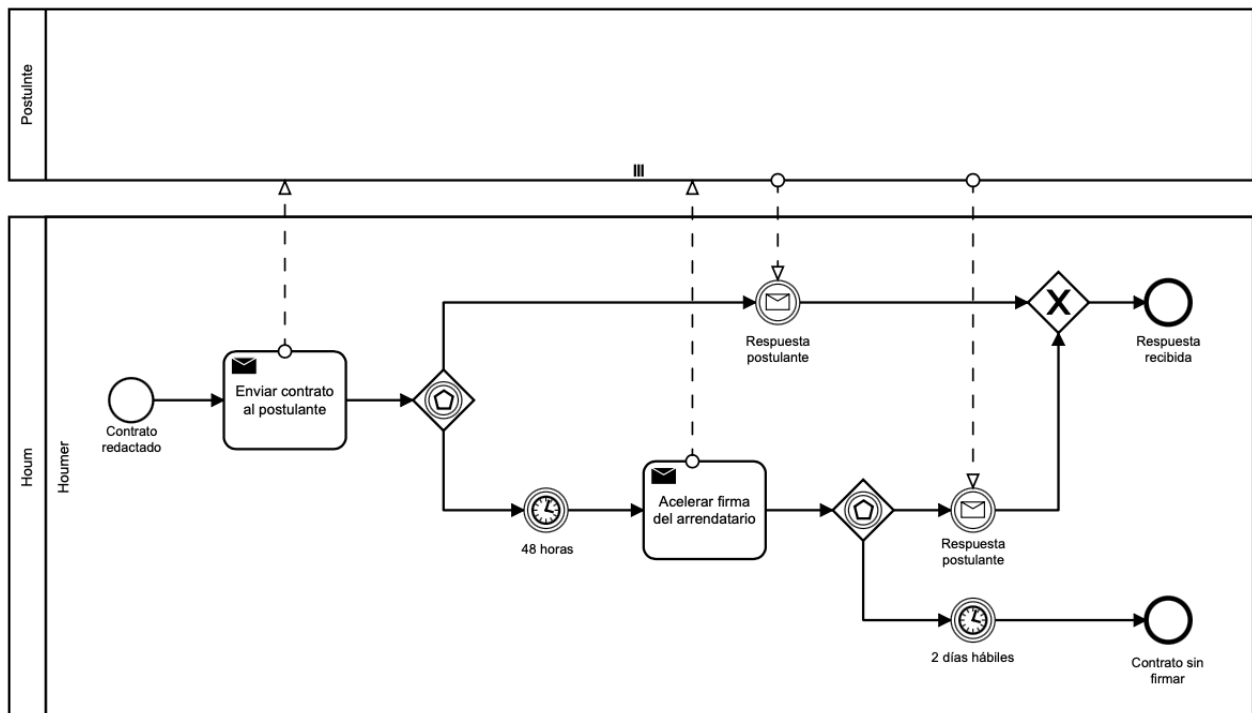 Postulnte
Houm
Houmer
Contrato
redactado
Enviar contrato
al postulante
Respuesta
postulante
Respuesta
recibida
48 horas
Acelerar firma
del arrendatario
Respuesta
postulante
2 días hábiles
Contrato sin
firmar